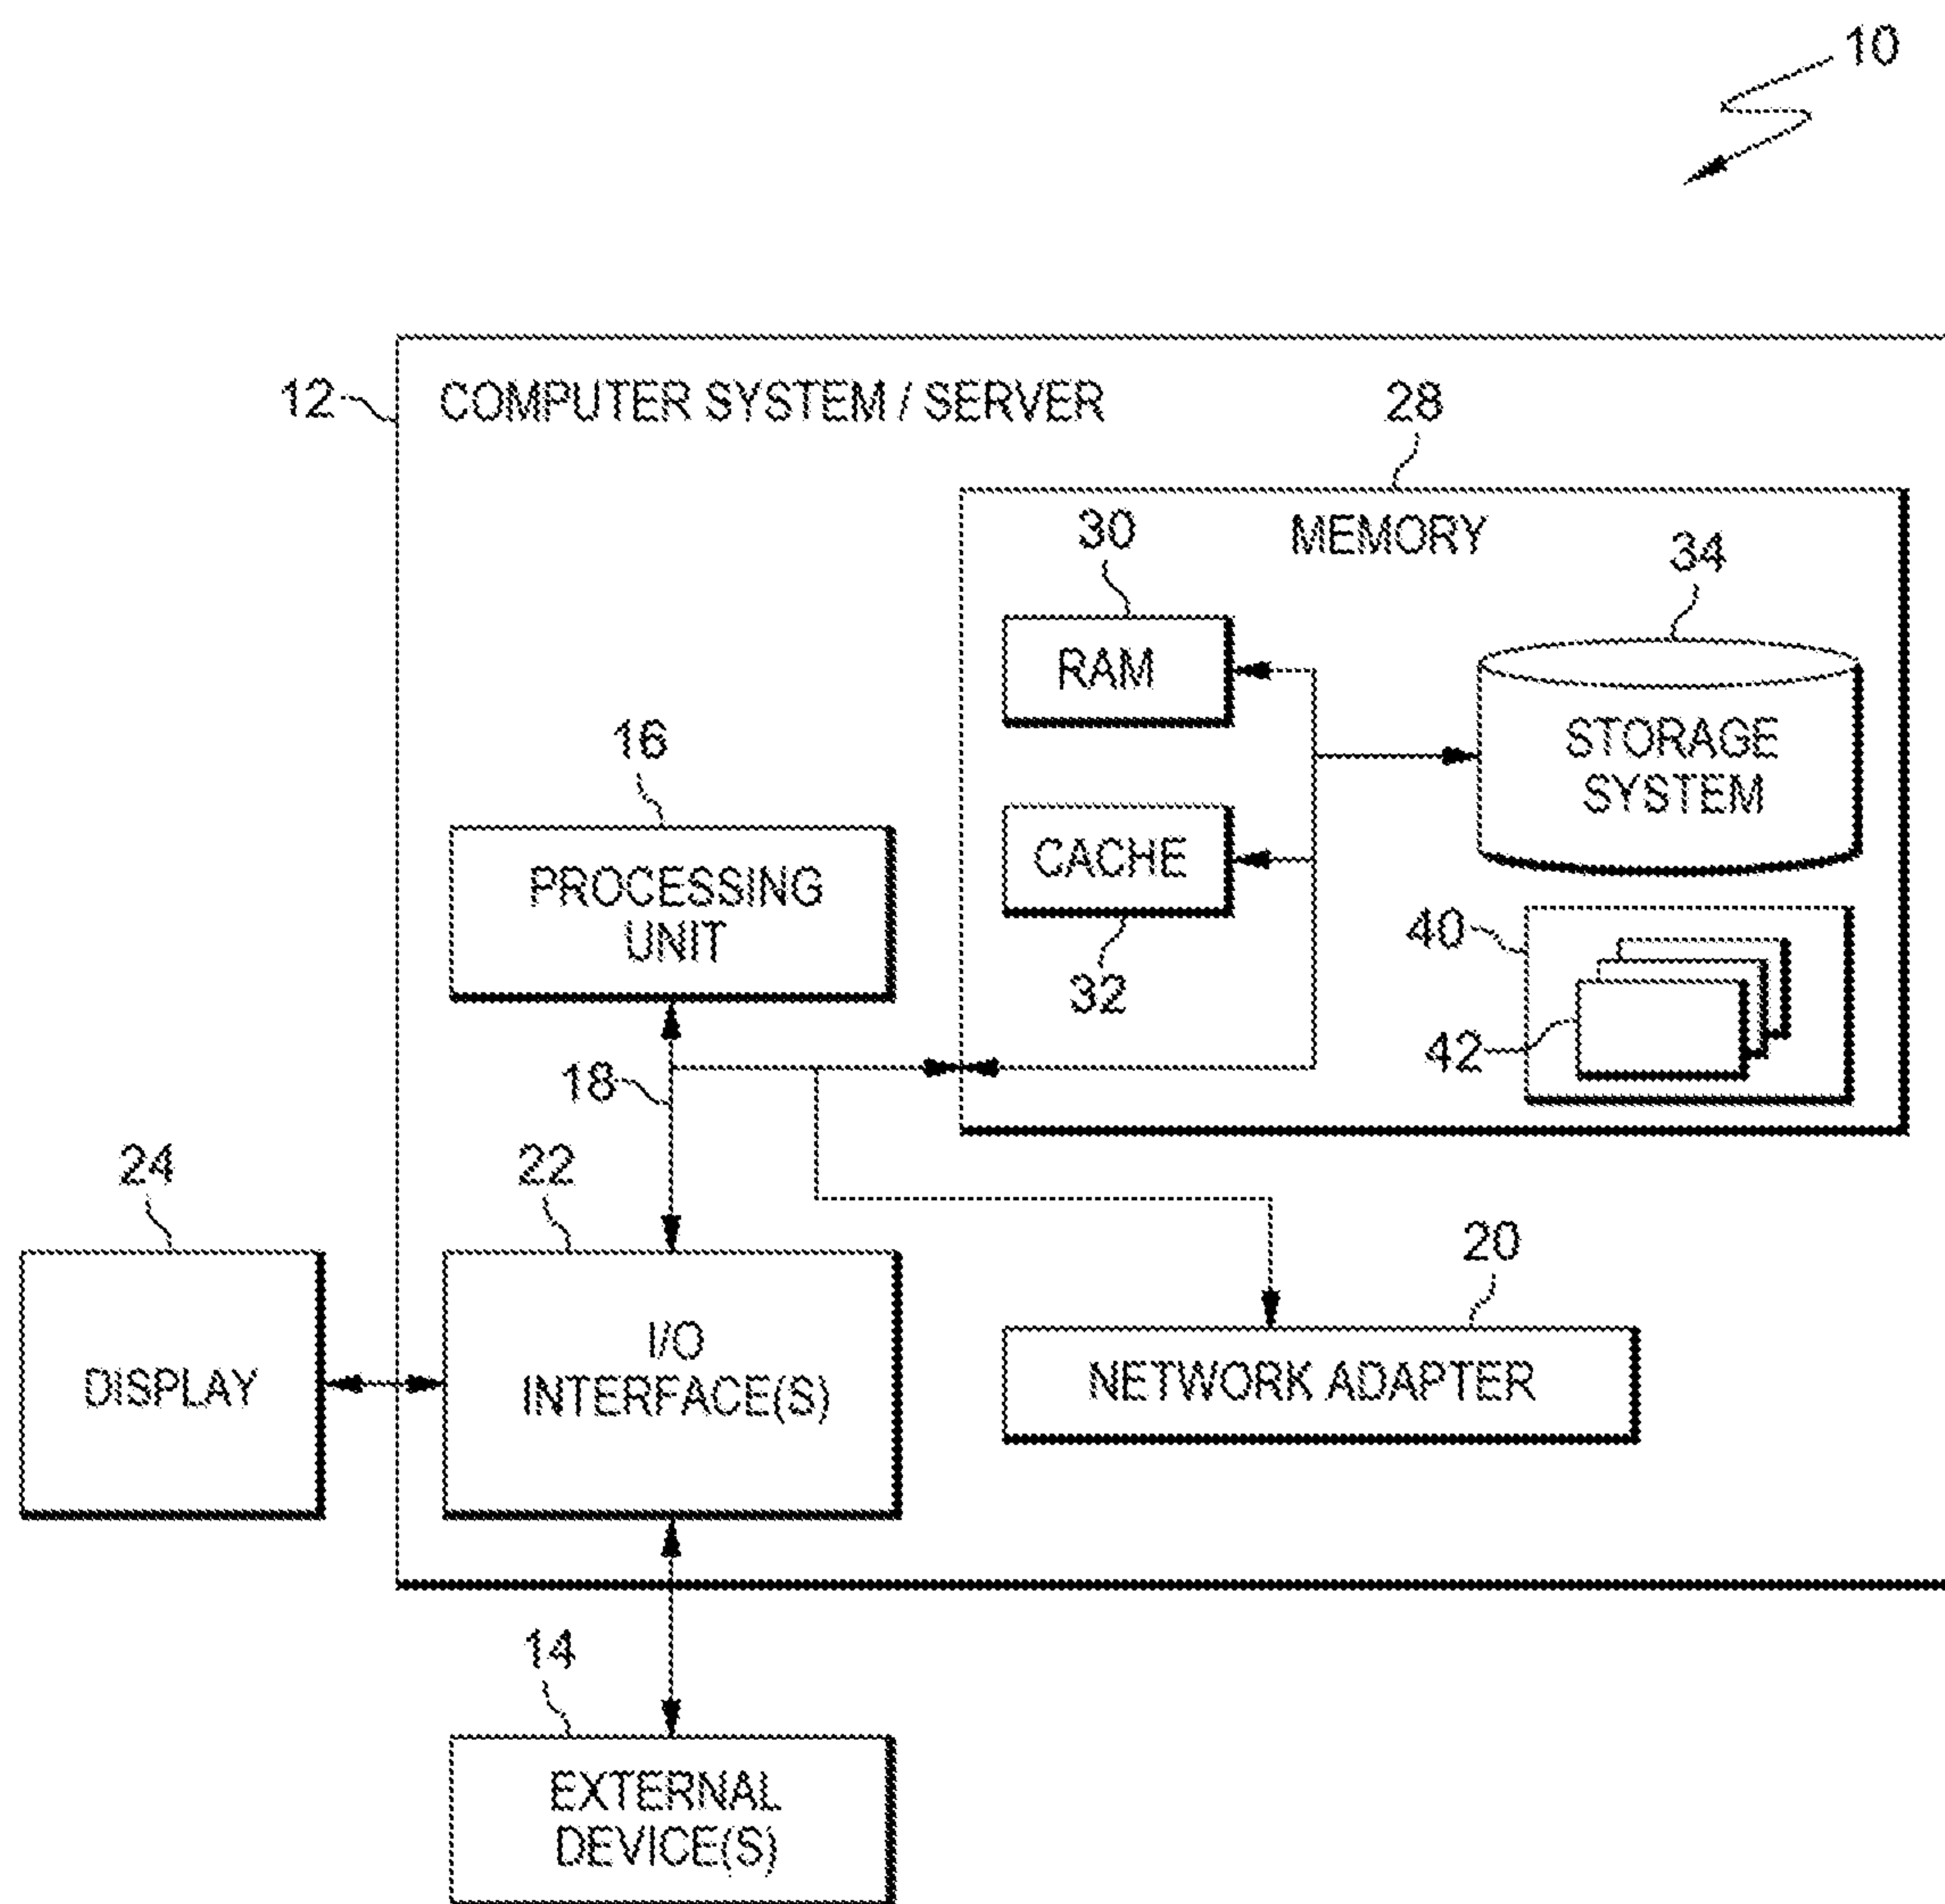 10
12
COMPUTER SYSTEM / SERVER
28
MEMORY
30
34
RAM
STORAGE
SYSTEM
16
CACHE
PROCESSING
UNIT
32
40
42
18
24
22
20
DISPLAY
I/O
INTERFACE(S)
NETWORK ADAPTER
14
EXTERNAL
DEVICE(S)